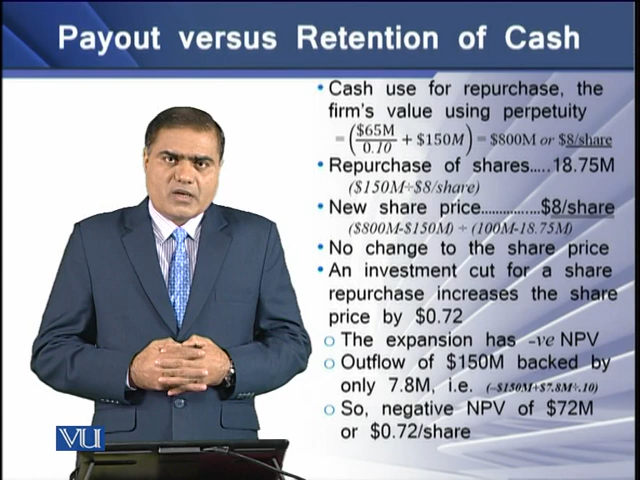 Payout versus Retention of Cash
• Cash use for repurchase, the
firm's value using perpetuity
= ($65M/0.10 + $150M) = $800M or $8/share
• Repurchase of shares.....18.75M
($150M÷$8/share)
• New share price...............$8/share
($800M-$150M) ÷ (100M-18.75M)
• No change to the share price
• An investment cut for a share
repurchase increases the share
price by $0.72
o The expansion has -ve NPV
o Outflow of $150M backed by
only 7.8M, i.e. (-$150M+$7.8M÷.10)
o So, negative NPV of $72M
or $0.72/share
VU